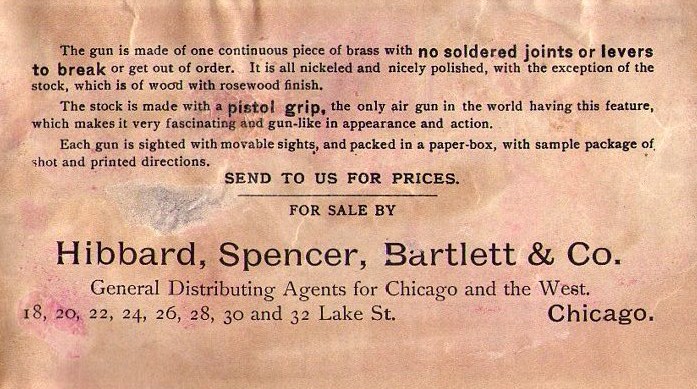 The gun is made of one continuous piece of brass with no soldered joints or levers
to break or get out of order. It is all nickeled and nicely polished, with the exception of the
stock, which is of wood with rosewood finish.
The stock is made with a pistol grip, the only air gun in the world having this feature,
which makes it very fascinating and gun-like in appearance and action.
Each gun is sighted with movable sights, and packed in a paper-box, with sample package of
shot and printed directions.
SEND TO US FOR PRICES.
FOR SALE BY
Hibbard, Spencer, Bartlett & Co.
General Distributing Agents for Chicago and the West.
18, 20, 22, 24, 26, 28, 30 and 32 Lake St. Chicago.